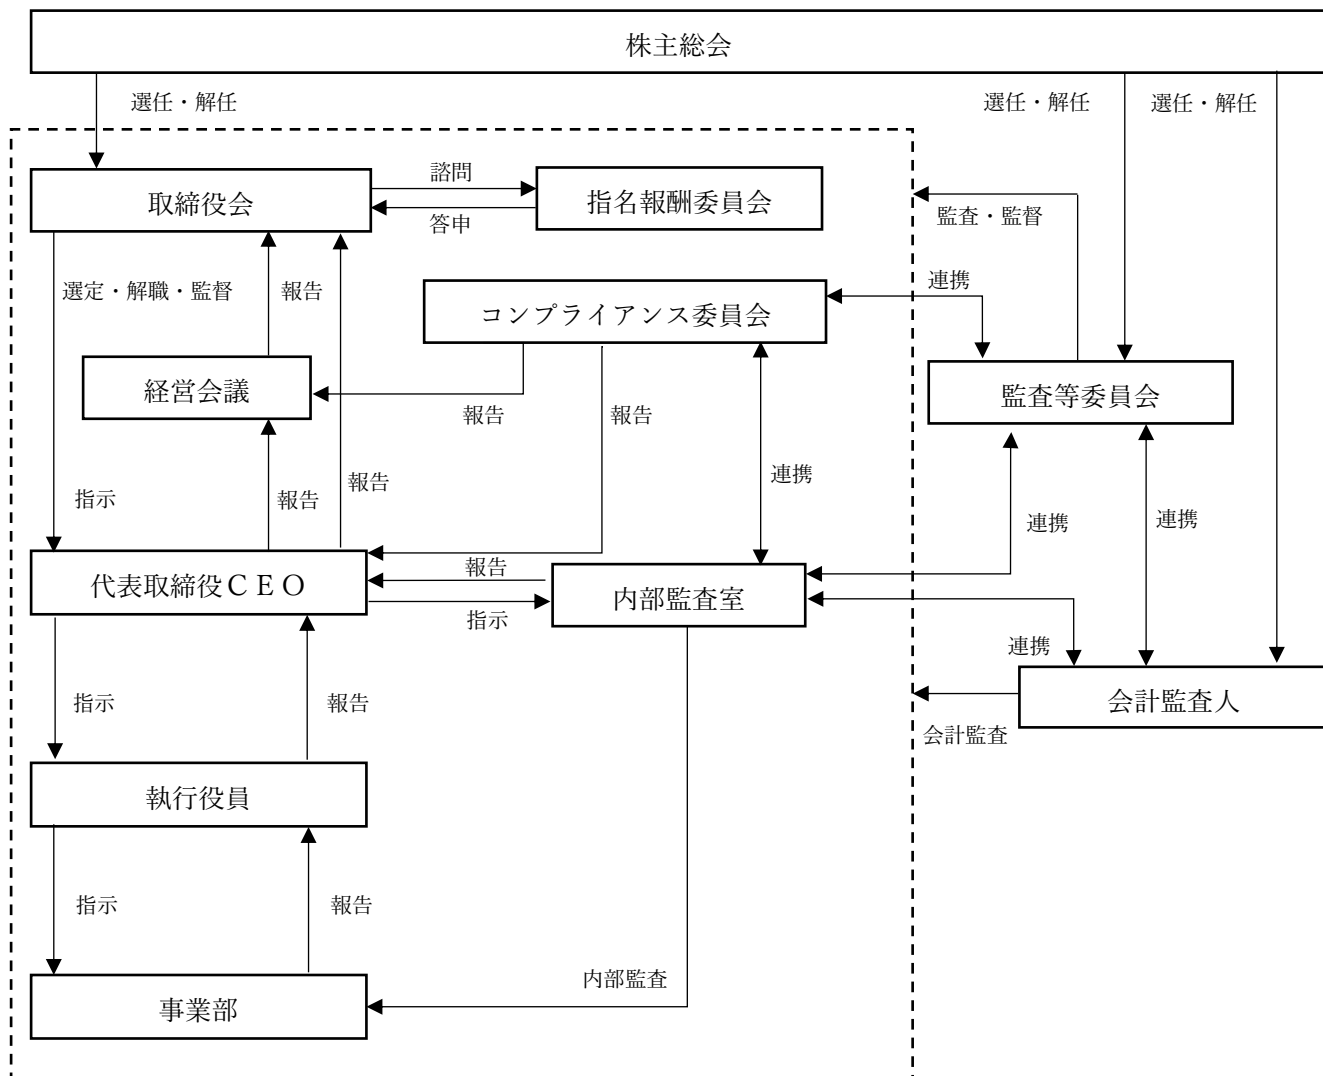 株主総会
選任・解任
選任・解任
選任・解任
取締役会
諮問
答申
指名報酬委員会
監査・監督
選定・解職・監督
報告
コンプライアンス委員会
連携
経営会議
報告
報告
監査等委員会
連携
指示
報告
報告
連携
連携
代表取締役ＣＥＯ
報告
指示
内部監査室
連携
指示
報告
会計監査人
会計監査
執行役員
指示
報告
内部監査
事業部